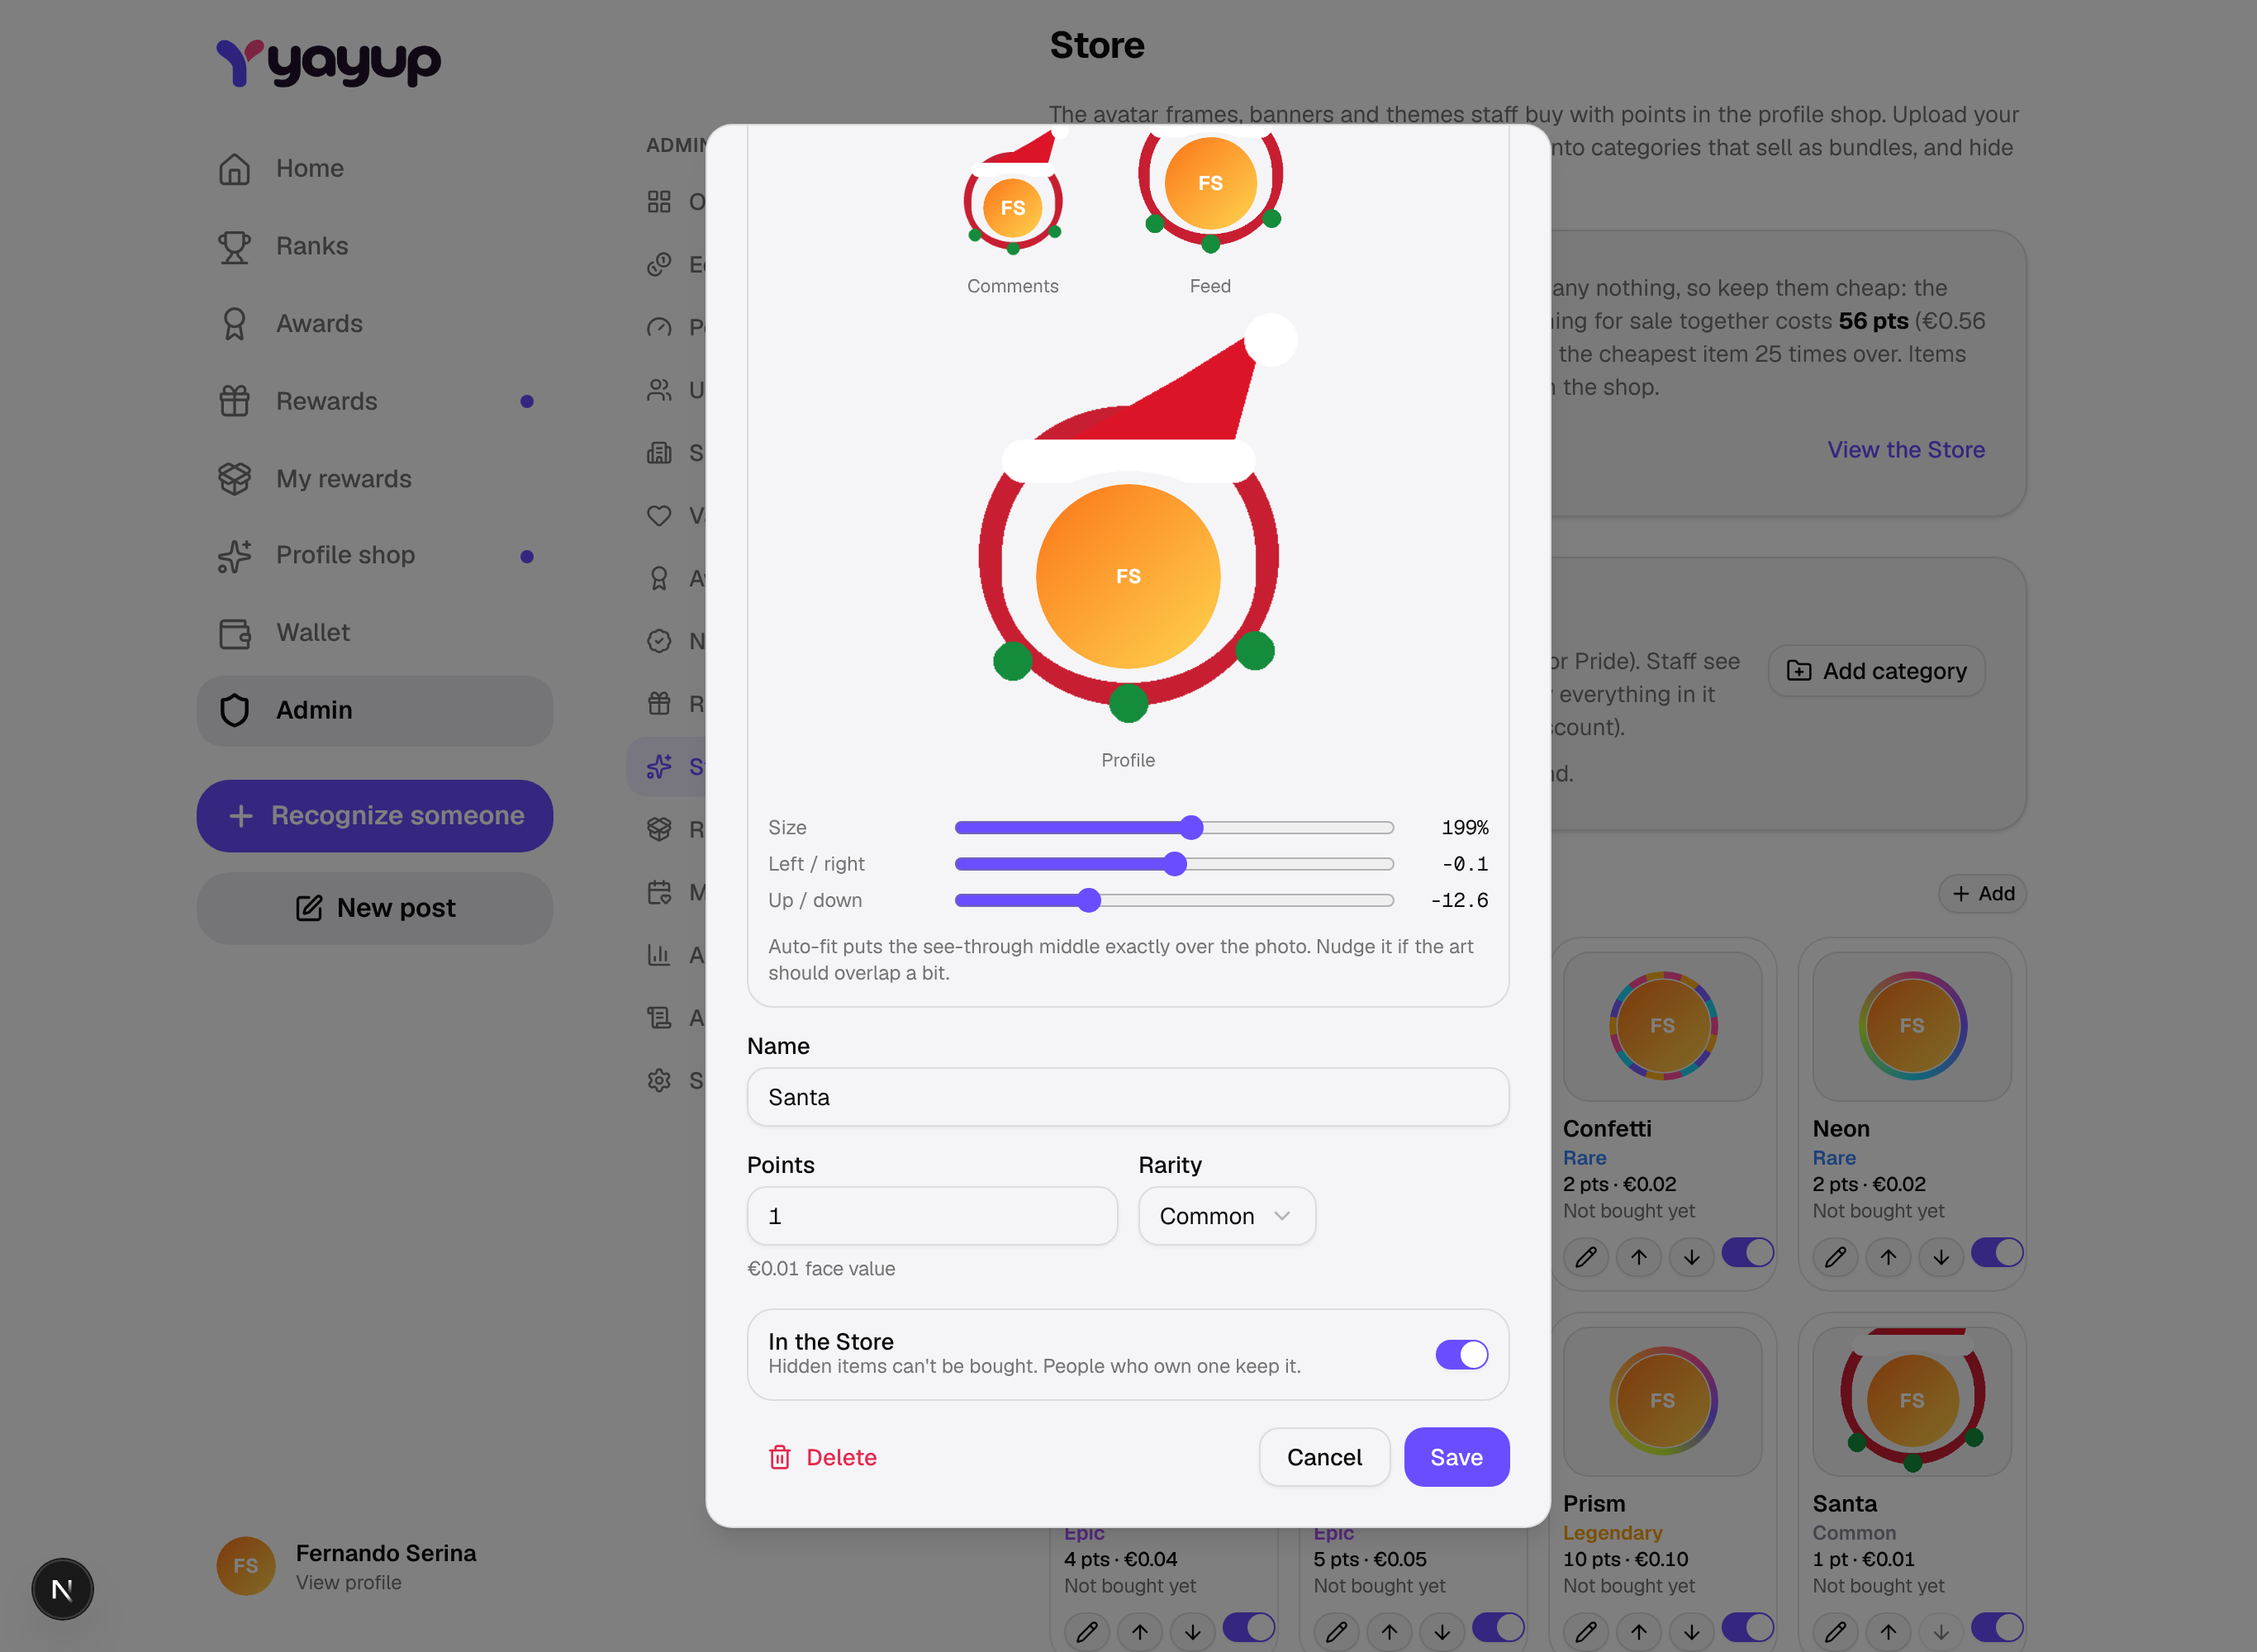 yayup
Home
Ranks
Awards
Rewards
My rewards
Profile shop
Wallet
Admin
Recognize someone
New post
FS
Fernando Serina
View profile
N
Store
The avatar frames, banners and themes staff buy with points in the profile shop. Upload your
nto categories that sell as bundles, and hide
any nothing, so keep them cheap: the
ing for sale together costs 56 pts (€0.56
the cheapest item 25 times over. Items
the shop.
View the Store
or Pride). Staff see
everything in it
count).
Add category
Add
FS
Comments
FS
Feed
FS
Profile
Size
199%
Left / right
-0.1
Up / down
-12.6
Auto-fit puts the see-through middle exactly over the photo. Nudge it if the art
should overlap a bit.
Name
Santa
Points
Rarity
1
Common
€0.01 face value
In the Store
Hidden items can't be bought. People who own one keep it.
Delete
Cancel
Save
FS
Confetti
Rare
2 pts · €0.02
Not bought yet
FS
Neon
Rare
2 pts · €0.02
Not bought yet
Epic
4 pts · €0.04
Not bought yet
Epic
5 pts · €0.05
Not bought yet
FS
Prism
Legendary
10 pts · €0.10
Not bought yet
FS
Santa
Common
1 pt · €0.01
Not bought yet